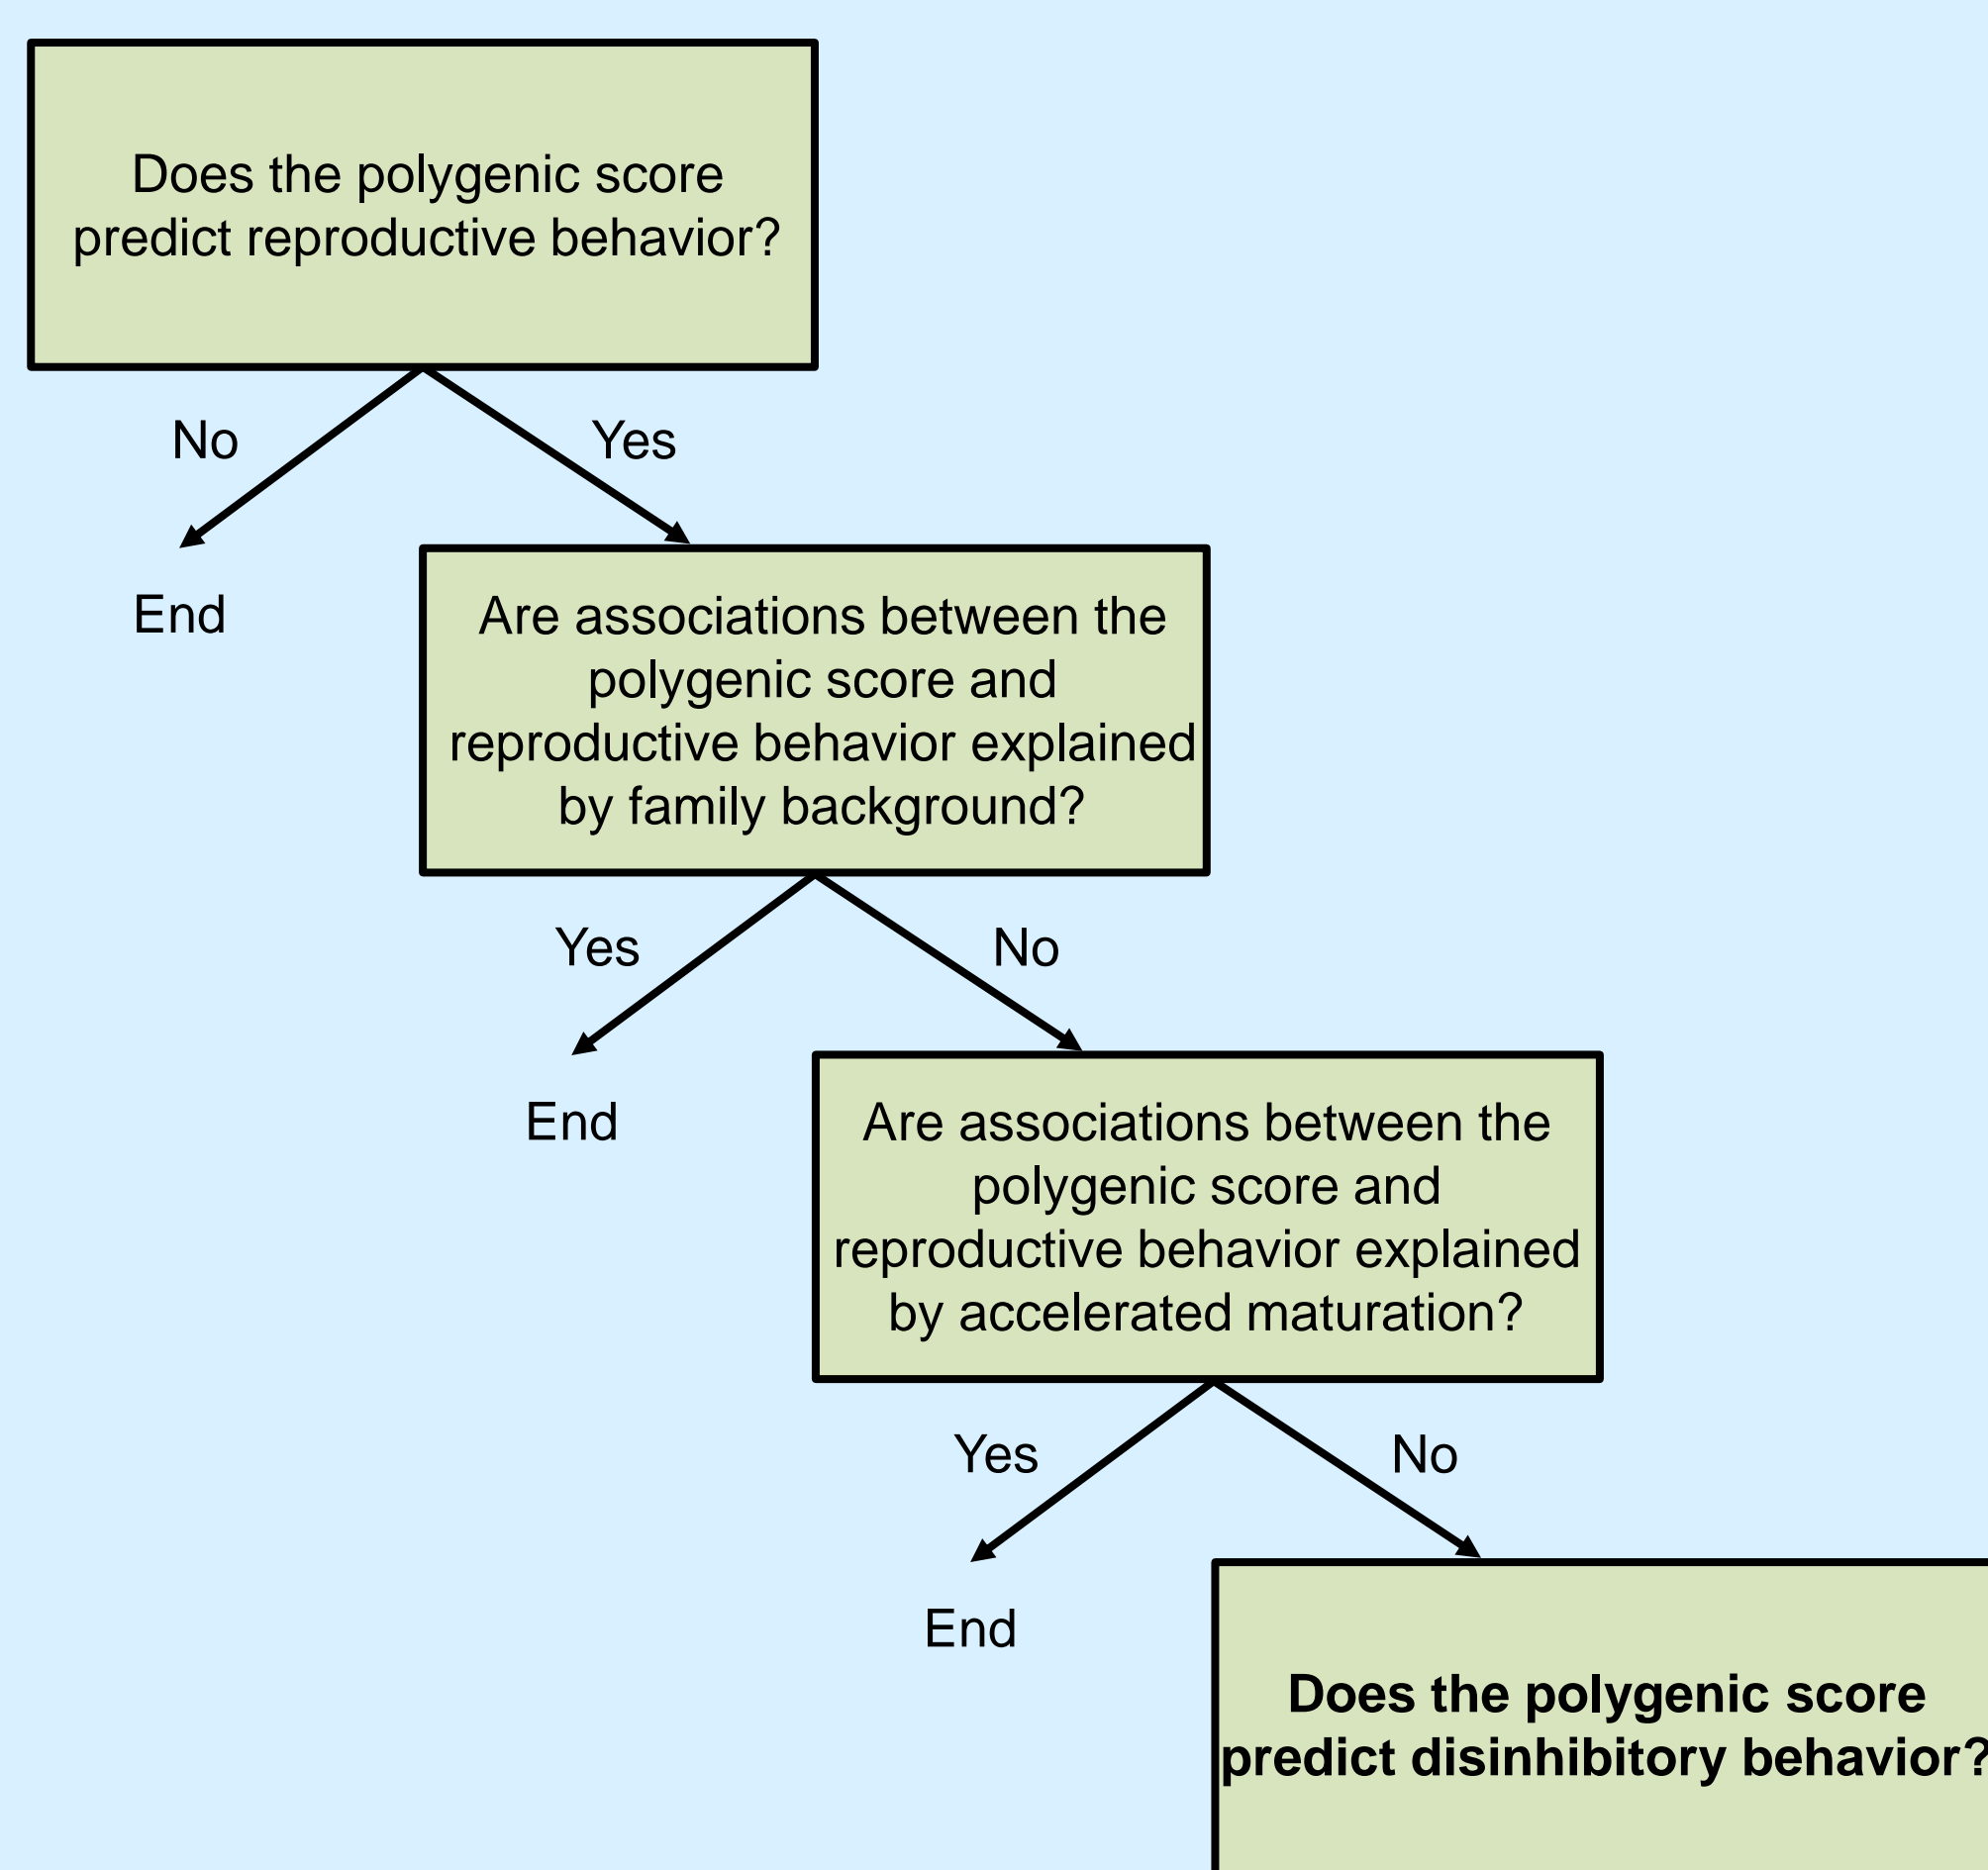 Does the polygenic score
predict reproductive behavior?
No
Yes
End
Are associations between the
polygenic score and
reproductive behavior explained
by family background?
Yes
No
End
Are associations between the
polygenic score and
reproductive behavior explained
by accelerated maturation?
Yes
No
End
Does the polygenic score
predict disinhibitory behavior?